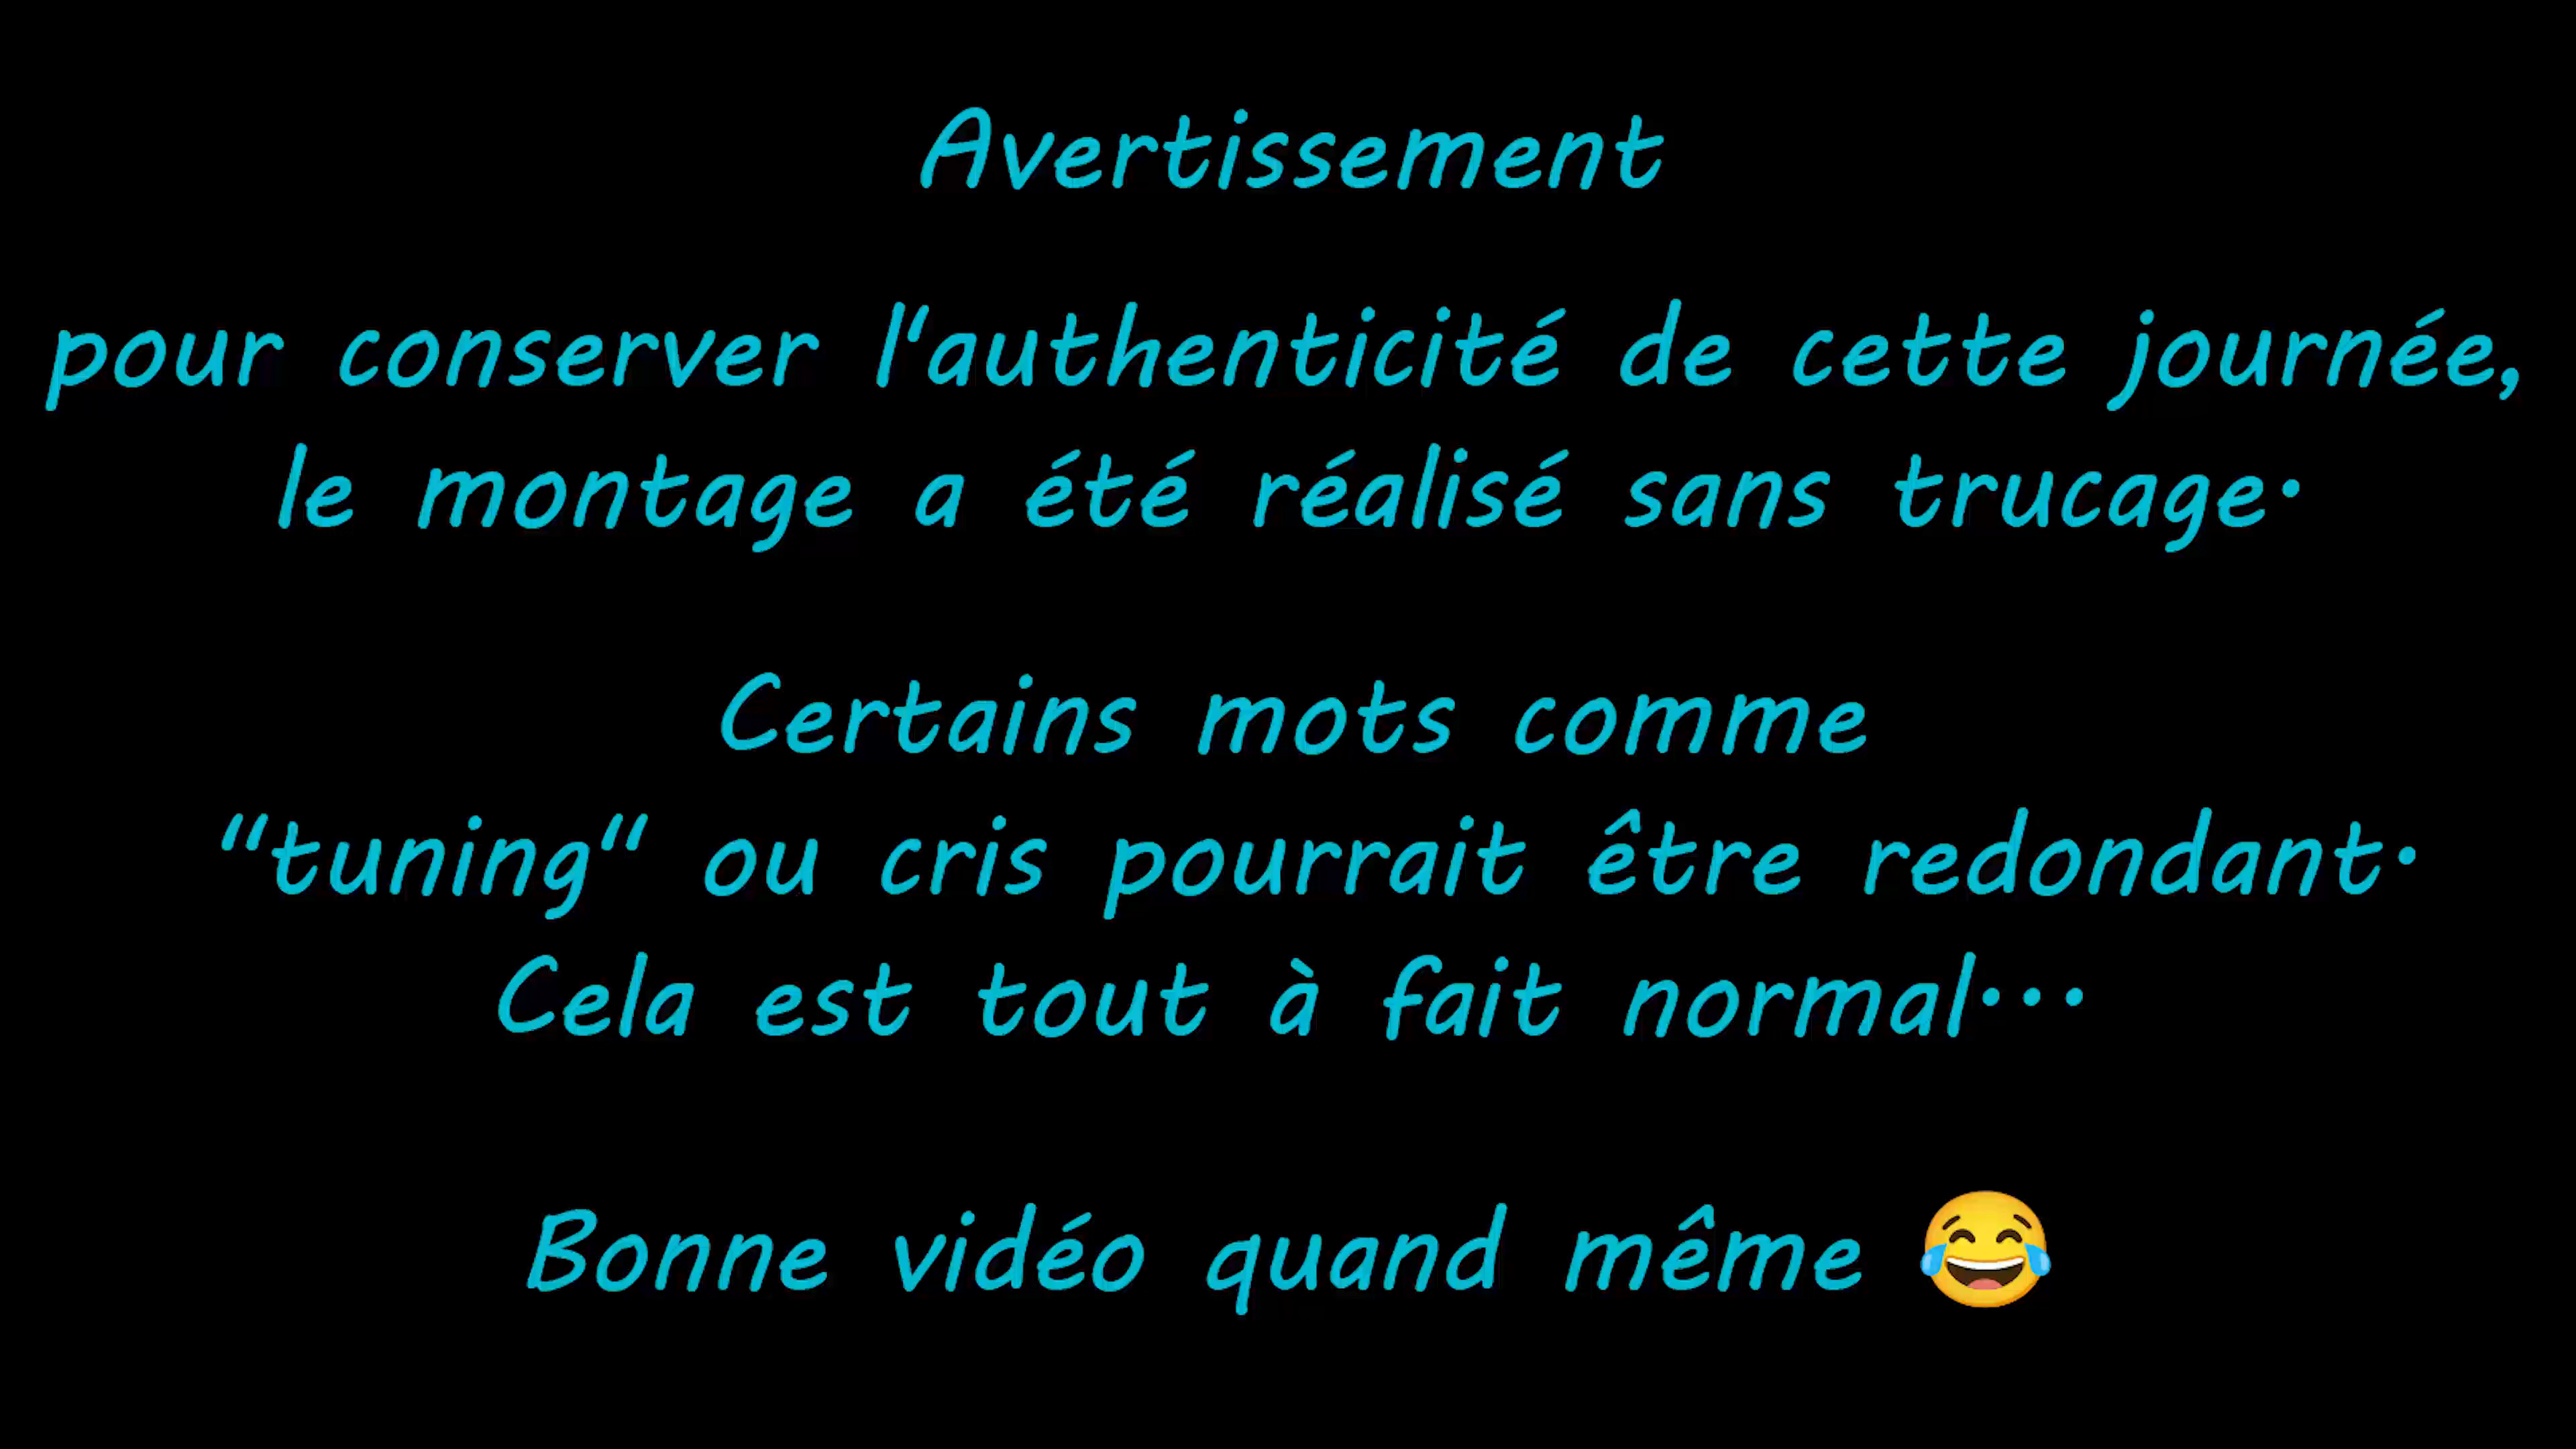 Avertissement
pour conserver l'authenticité de cette journée,
le montage a été réalisé sans trucage.
Certains mots comme
"tuning" ou cris pourrait être redondant.
Cela est tout à fait normal...
Bonne vidéo quand même 😂